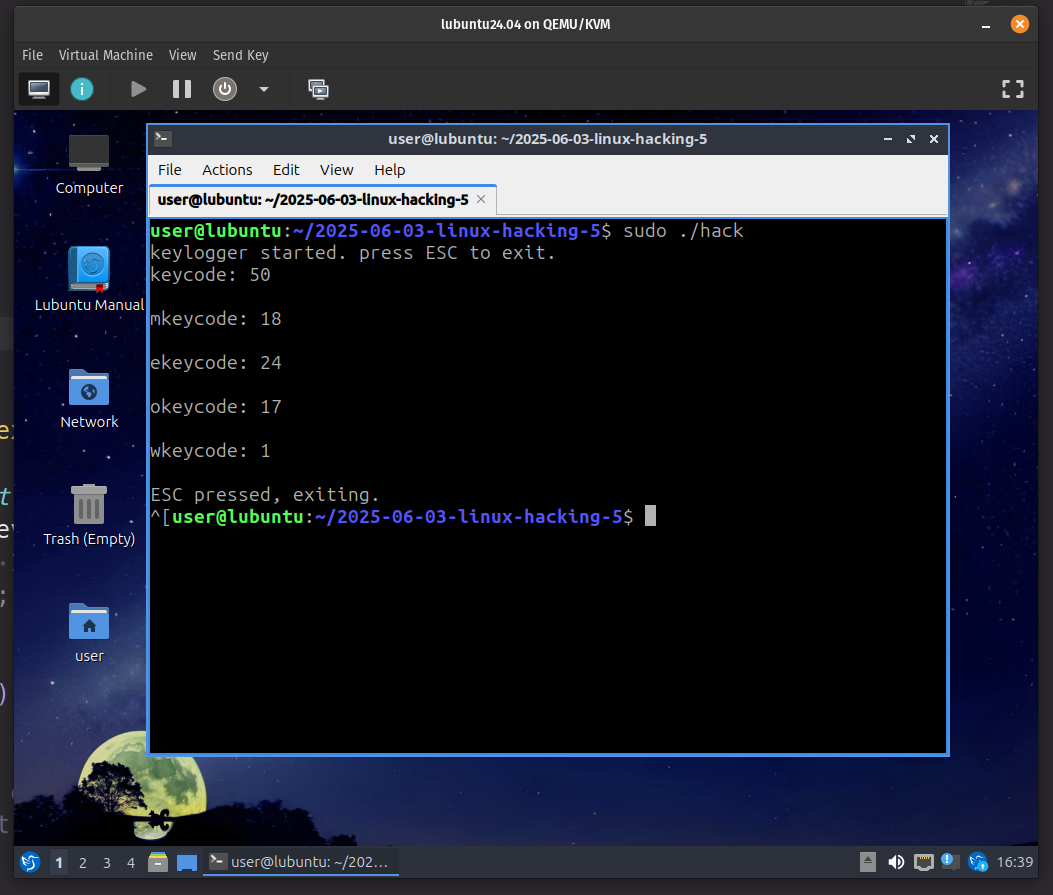 lubuntu24.04 on QEMU/KVM
File Virtual Machine View Send Key
user@lubuntu: ~/2025-06-03-linux-hacking-5
File Actions Edit View Help
user@lubuntu: ~/2025-06-03-linux-hacking-5
user@lubuntu:~/2025-06-03-linux-hacking-5$ sudo ./hack
keylogger started. press ESC to exit.
keycode: 50
mkeycode: 18
ekeycode: 24
okeycode: 17
wkeycode: 1
ESC pressed, exiting.
^[user@lubuntu:~/2025-06-03-linux-hacking-5$
Computer
Lubuntu Manual
Network
Trash (Empty)
user
1 2 3 4 user@lubuntu: ~/202... 16:39